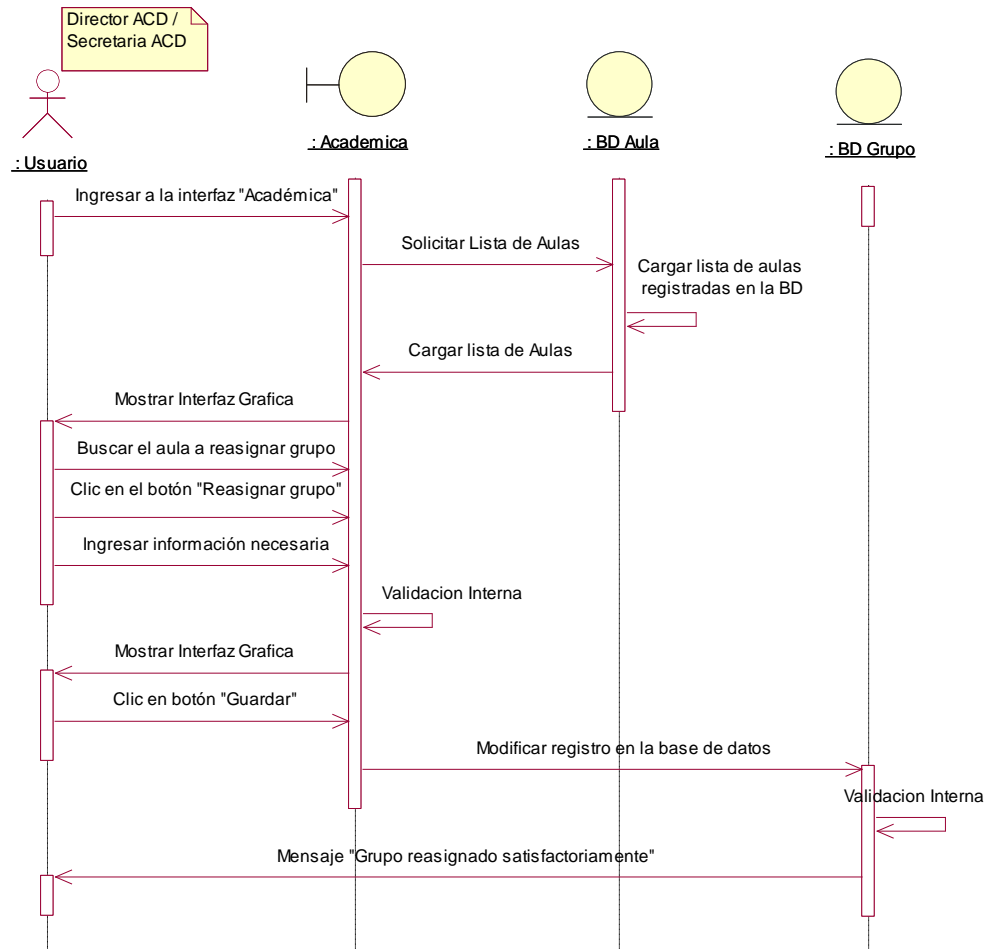 Director ACD /
Secretaria ACD
: Usuario
: Academica
: BD Aula
: BD Grupo
Ingresar a la interfaz "Académica"
Solicitar Lista de Aulas
Cargar lista de aulas
registradas en la BD
Cargar lista de Aulas
Mostrar Interfaz Grafica
Buscar el aula a reasignar grupo
Clic en el botón "Reasignar grupo"
Ingresar información necesaria
Validacion Interna
Mostrar Interfaz Grafica
Clic en botón "Guardar"
Modificar registro en la base de datos
Validacion Interna
Mensaje "Grupo reasignado satisfactoriamente"